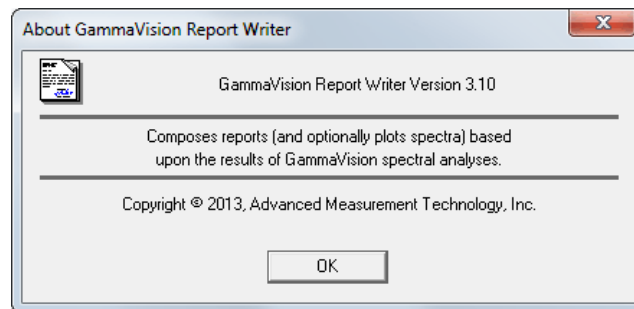 About GammaVision Report Writer
GammaVision Report Writer Version 3.10
Composes reports (and optionally plots spectra) based
upon the results of GammaVision spectral analyses.
Copyright © 2013, Advanced Measurement Technology, Inc.
OK